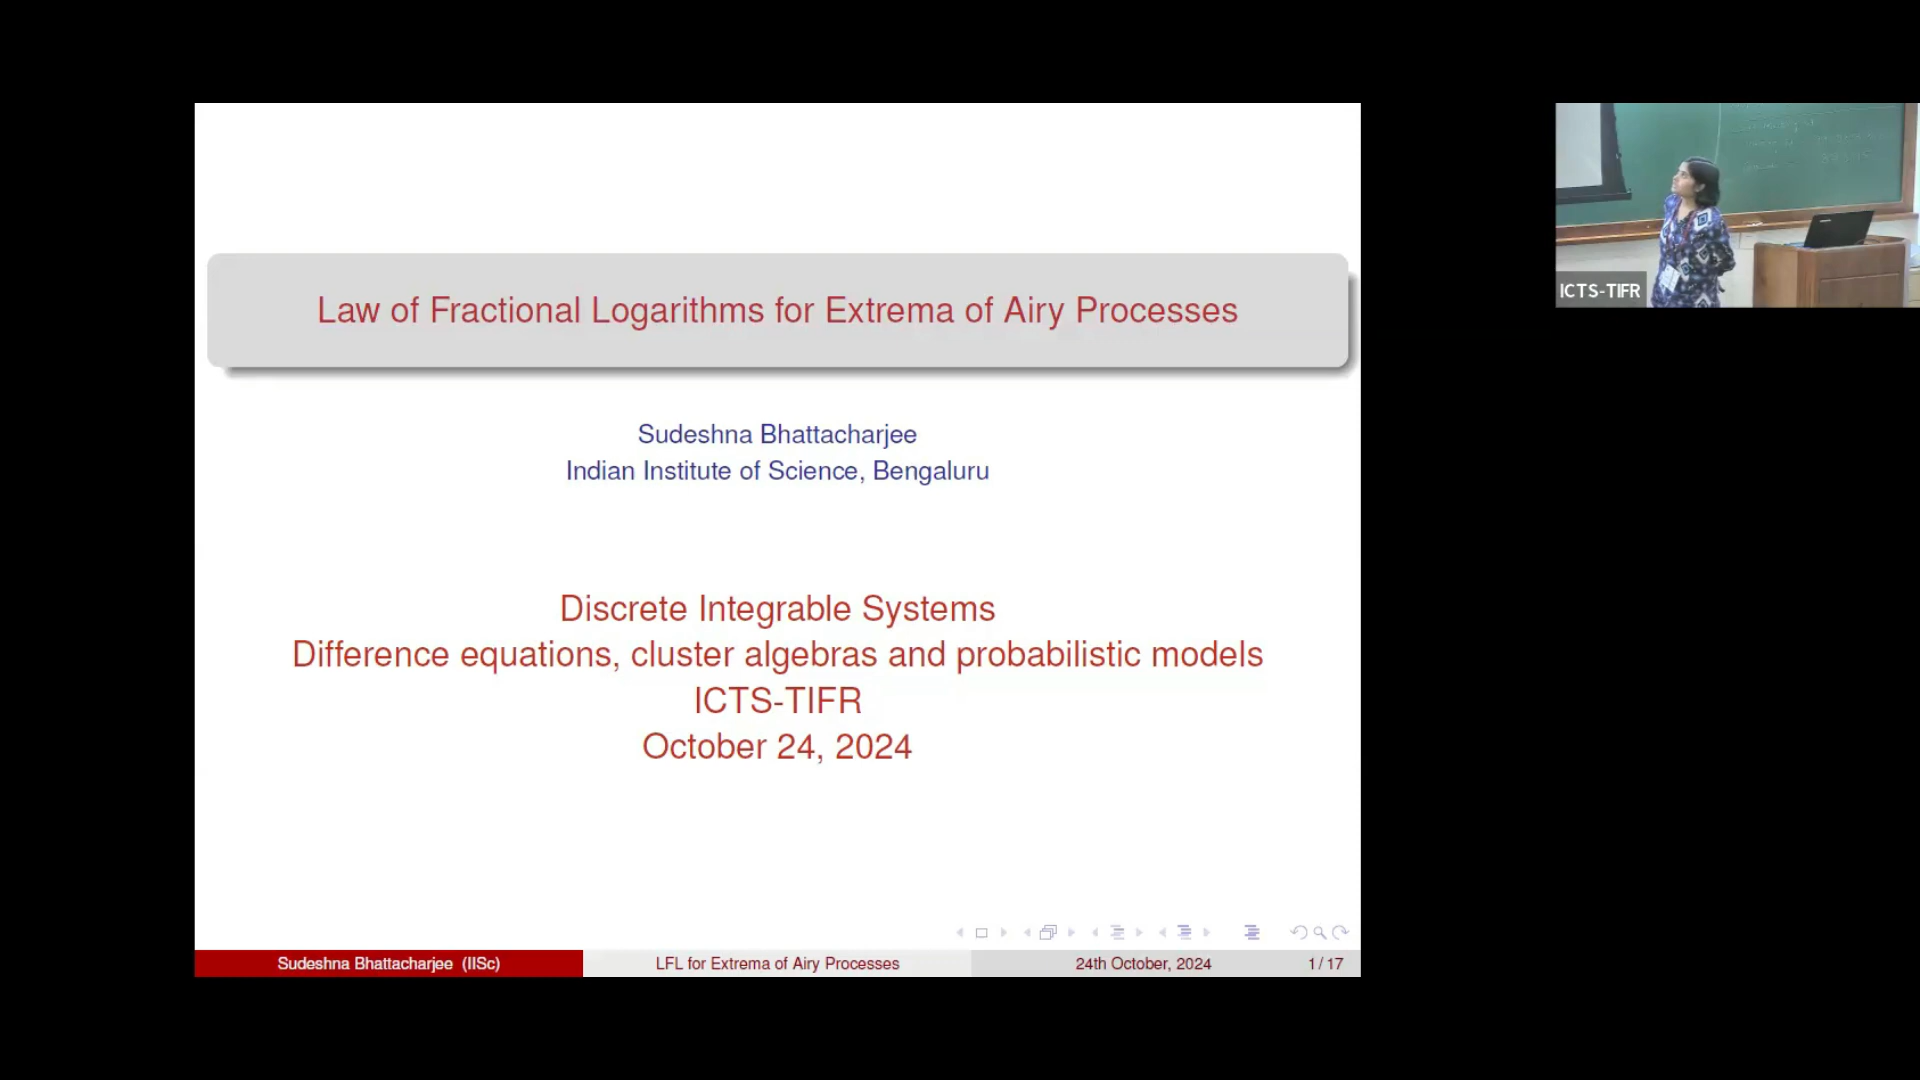 Law of Fractional Logarithms for Extrema of Airy Processes
Sudeshna Bhattacharjee
Indian Institute of Science, Bengaluru
Discrete Integrable Systems
Difference equations, cluster algebras and probabilistic models
ICTS-TIFR
October 24, 2024
Sudeshna Bhattacharjee (IISc)
LFL for Extrema of Airy Processes
24th October, 2024
1 / 17
ICTS-TIFR